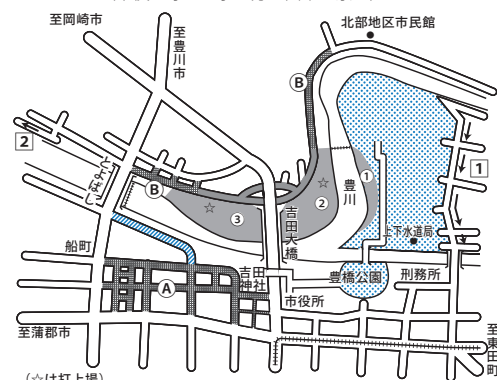 至岡崎市
至豊川市
北部地区市民館
Ⓑ
2
1
とよばし
Ⓑ
☆
①
②
豊川
☆
③
吉田大橋
上下水道局
船町
吉田神社
豊橋公園
刑務所
Ⓐ
市役所
至蒲郡市
至東田町
(☆は打上場)